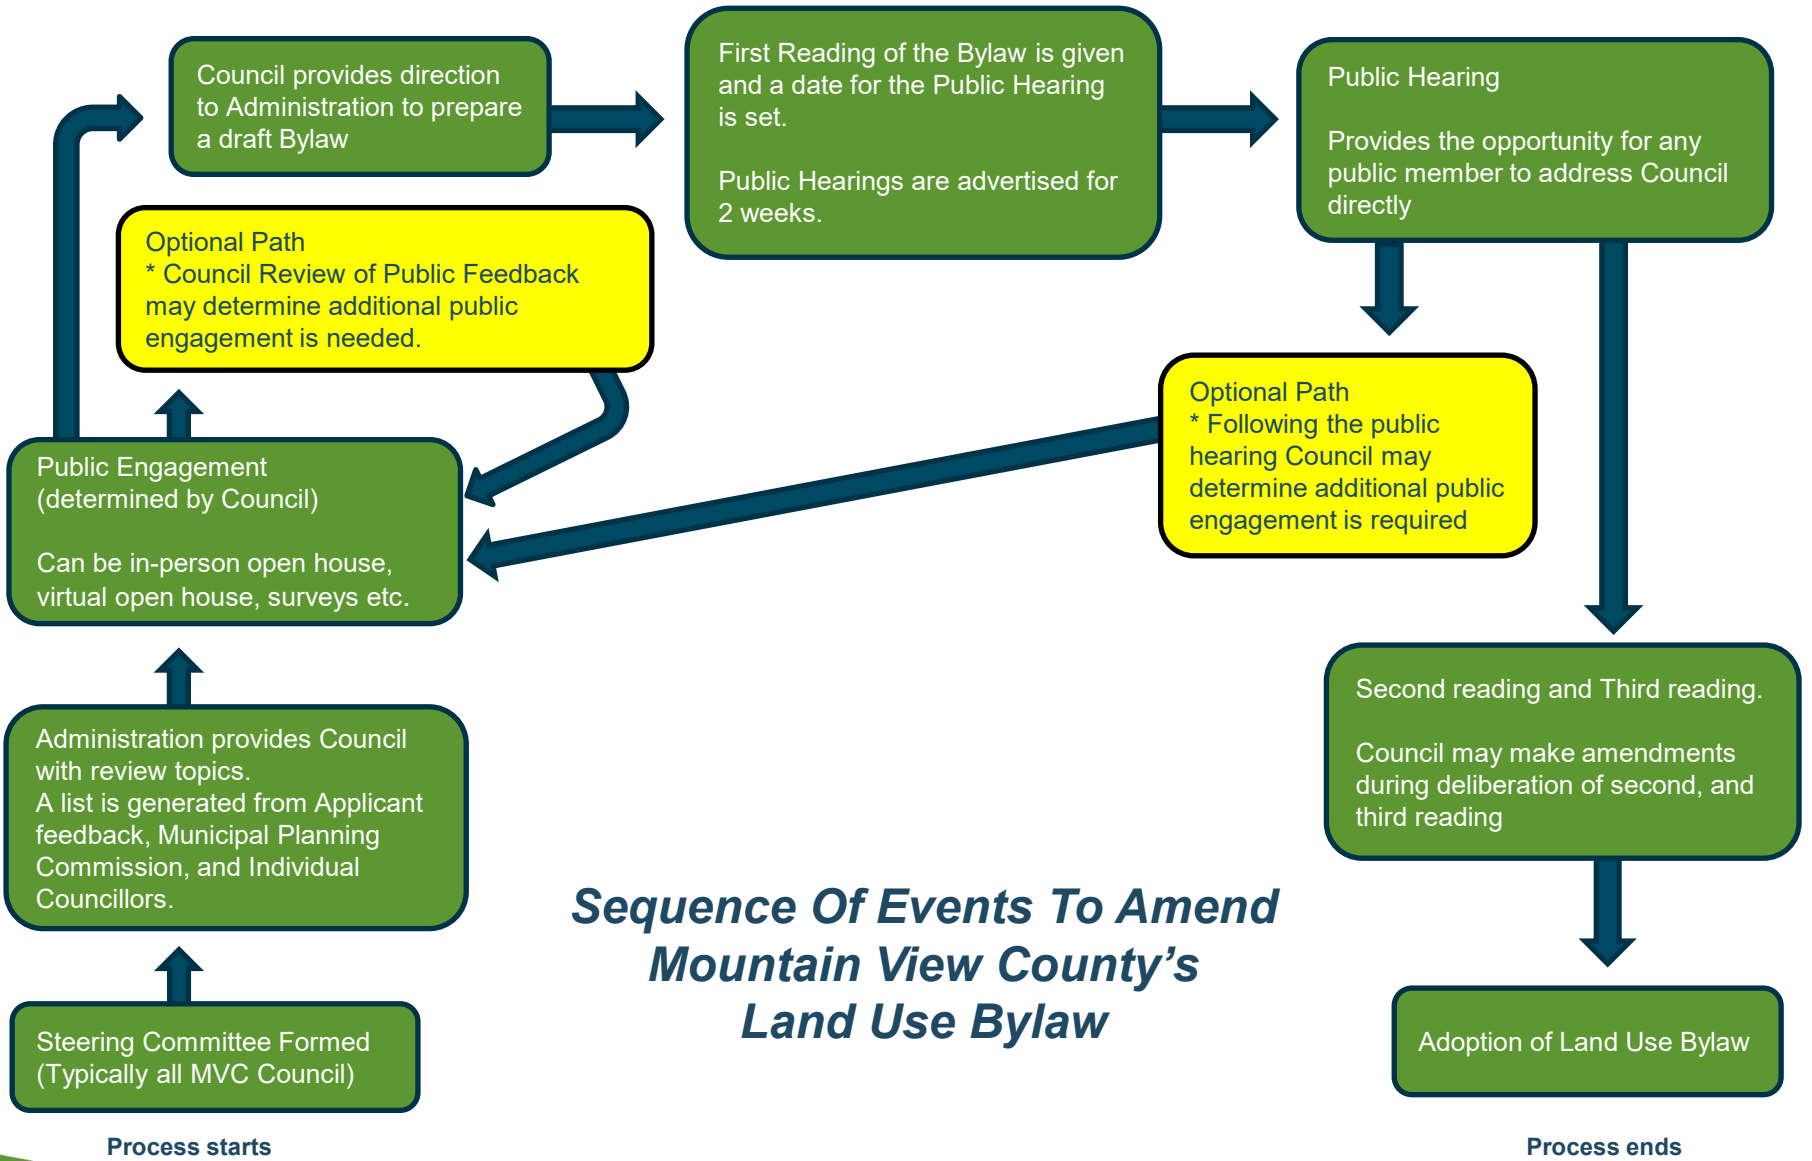 Council provides direction
to Administration to prepare
a draft Bylaw
First Reading of the Bylaw is given
and a date for the Public Hearing
is set.
Public Hearings are advertised for
2 weeks.
Public Hearing
Provides the opportunity for any
public member to address Council
directly
Optional Path
* Council Review of Public Feedback
may determine additional public
engagement is needed.
Optional Path
* Following the public
hearing Council may
determine additional public
engagement is required
Public Engagement
(determined by Council)
Can be in-person open house,
virtual open house, surveys etc.
Second reading and Third reading.
Council may make amendments
during deliberation of second, and
third reading
Administration provides Council
with review topics.
A list is generated from Applicant
feedback, Municipal Planning
Commission, and Individual
Councillors.
Sequence Of Events To Amend
Mountain View County’s
Land Use Bylaw
Steering Committee Formed
(Typically all MVC Council)
Adoption of Land Use Bylaw
Process starts
Process ends